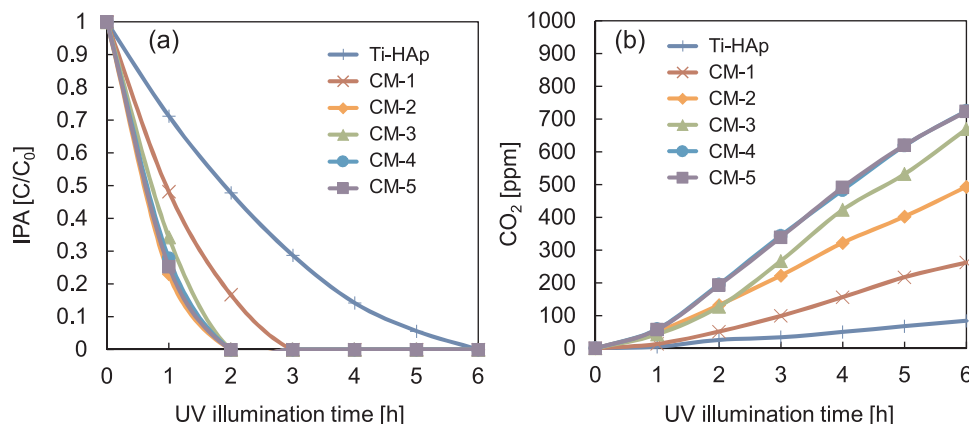 (a)
Ti-HAp
CM-1
CM-2
CM-3
CM-4
CM-5
IPA [C/C₀]
1
0.9
0.8
0.7
0.6
0.5
0.4
0.3
0.2
0.1
0
0 1 2 3 4 5 6
UV illumination time [h]
(b)
Ti-HAp
CM-1
CM-2
CM-3
CM-4
CM-5
CO₂ [ppm]
1000
900
800
700
600
500
400
300
200
100
0
0 1 2 3 4 5 6
UV illumination time [h]